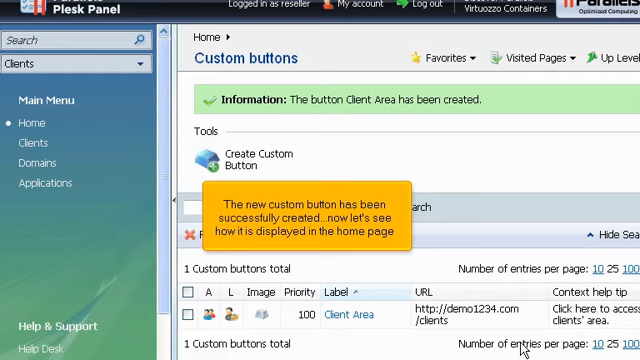 Plesk Panel
Logged in as reseller
My account
Log out
Discover Parallels
Virtuozzo Containers
Parallels
Optimized Computing
Search
Clients
Main Menu
Home
Clients
Domains
Applications
Help & Support
Help Desk
Home
Custom buttons
Favorites
Visited Pages
Up Level
Information: The button Client Area has been created.
Tools
Create Custom
Button
The new custom button has been
successfully created...now let's see
how it is displayed in the home page
Hide Sea
1 Custom buttons total
Number of entries per page: 10 25 100
A L Image Priority Label URL Context help tip
100 Client Area http://demo1234.com
/clients
Click here to access
clients' area.
1 Custom buttons total
Number of entries per page: 10 25 100